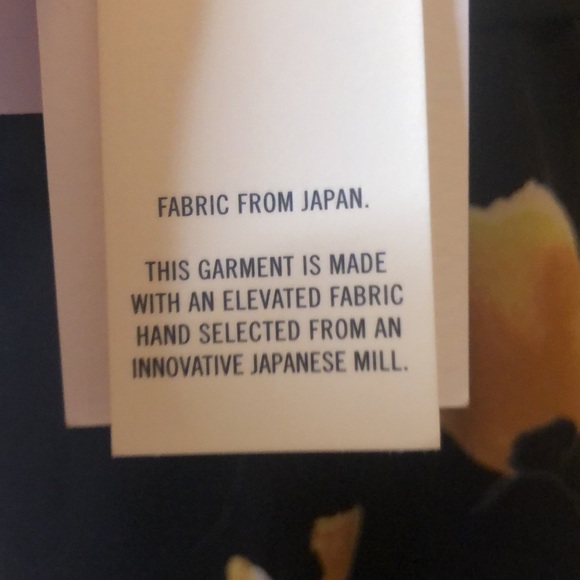 FABRIC FROM JAPAN.
THIS GARMENT IS MADE
WITH AN ELEVATED FABRIC
HAND SELECTED FROM AN
INNOVATIVE JAPANESE MILL.